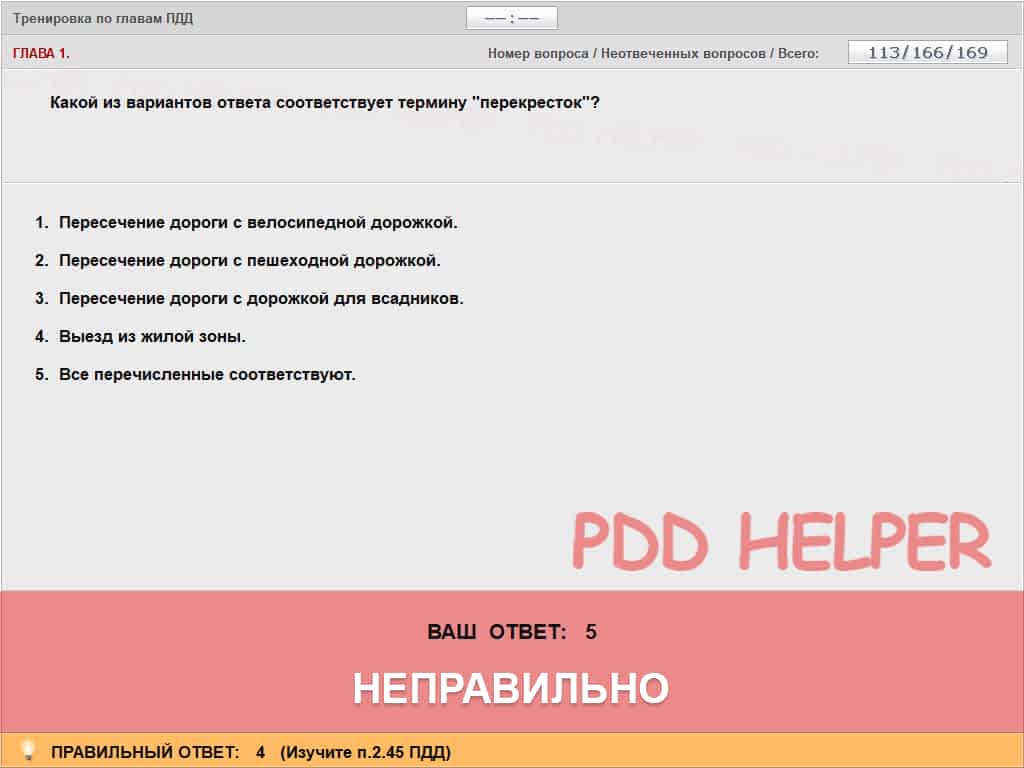 Тренировка по главам ПДД
—— : ——
ГЛАВА 1.
Номер вопроса / Неотвеченных вопросов / Всего:
113/166/169
Какой из вариантов ответа соответствует термину "перекресток"?
1. Пересечение дороги с велосипедной дорожкой.
2. Пересечение дороги с пешеходной дорожкой.
3. Пересечение дороги с дорожкой для всадников.
4. Выезд из жилой зоны.
5. Все перечисленные соответствуют.
PDD HELPER
ВАШ ОТВЕТ: 5
НЕПРАВИЛЬНО
ПРАВИЛЬНЫЙ ОТВЕТ: 4 (Изучите п.2.45 ПДД)